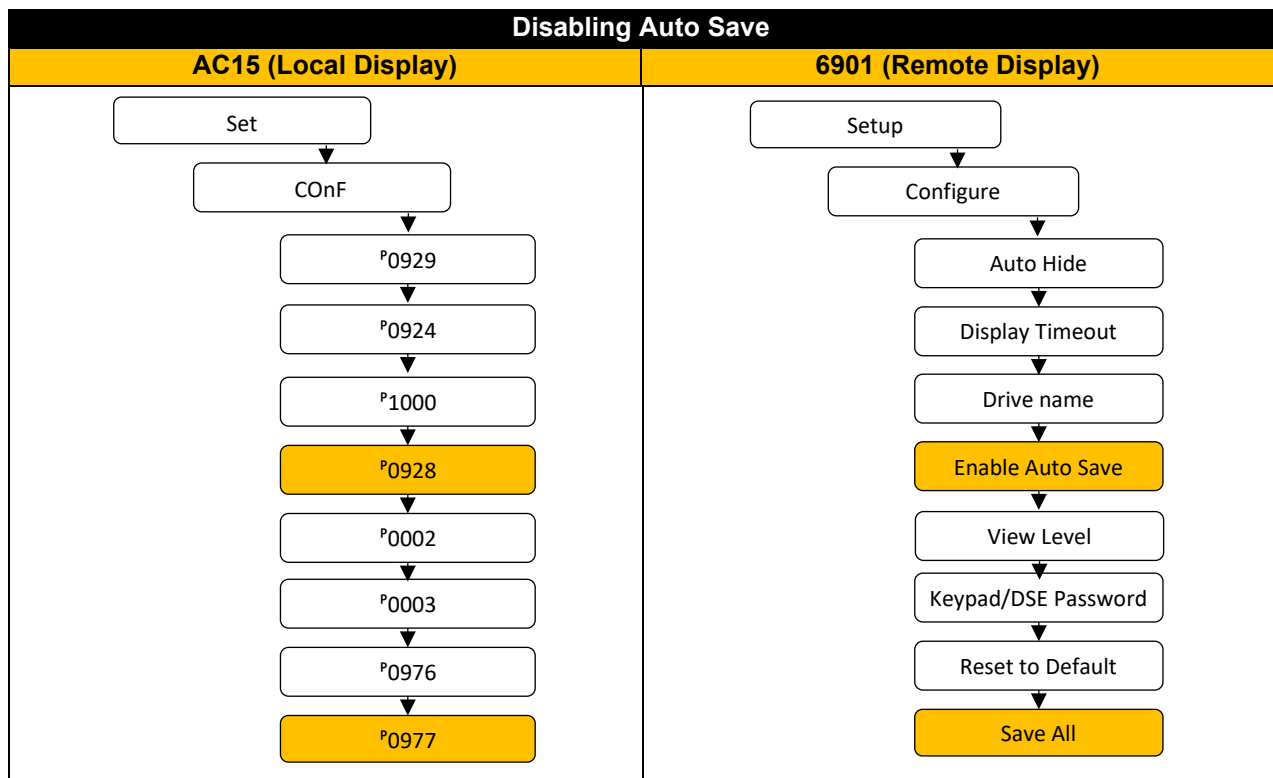 Disabling Auto Save
AC15 (Local Display)
6901 (Remote Display)
Set
COnF
ᴾ0929
ᴾ0924
ᴾ1000
ᴾ0928
ᴾ0002
ᴾ0003
ᴾ0976
ᴾ0977
Setup
Configure
Auto Hide
Display Timeout
Drive name
Enable Auto Save
View Level
Keypad/DSE Password
Reset to Default
Save All